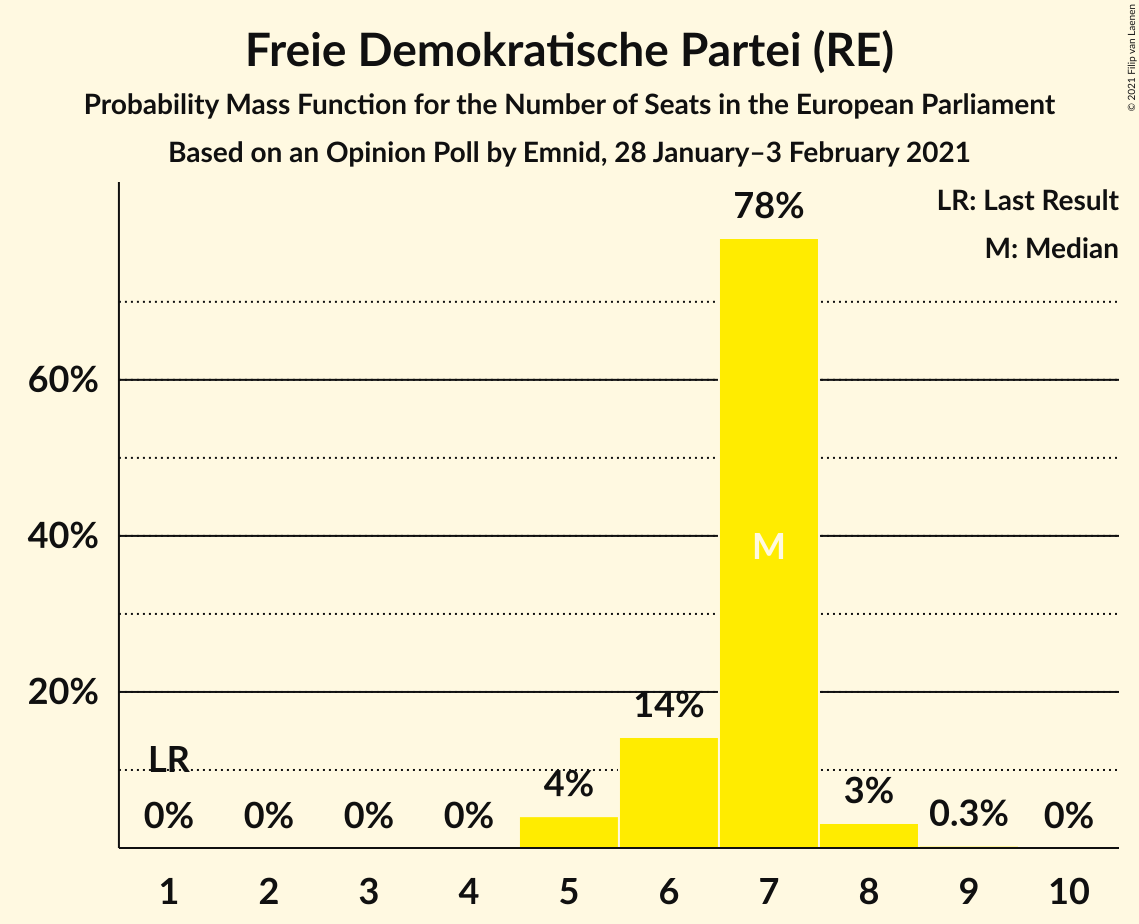 Freie Demokratische Partei (RE)
Probability Mass Function for the Number of Seats in the European Parliament
Based on an Opinion Poll by Emnid, 28 January–3 February 2021
© 2021 Filip van Laenen
LR: Last Result
M: Median
60%
40%
20%
LR
0%
0%
0%
0%
4%
14%
78%
M
3%
0.3%
0%
1 2 3 4 5 6 7 8 9 10